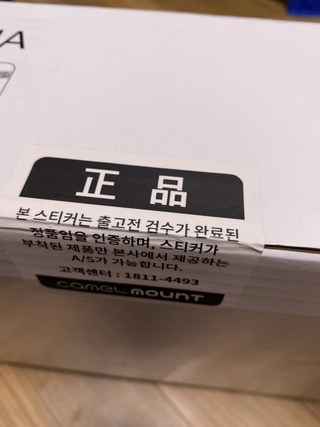 正品
본 스티커는 출고전 검수가 완료된
정품임을 인증하며, 스티커가
부착된 제품만 본사에서 제공하는
A/S가 가능합니다.
고객센터 : 1811-4493
camelmount